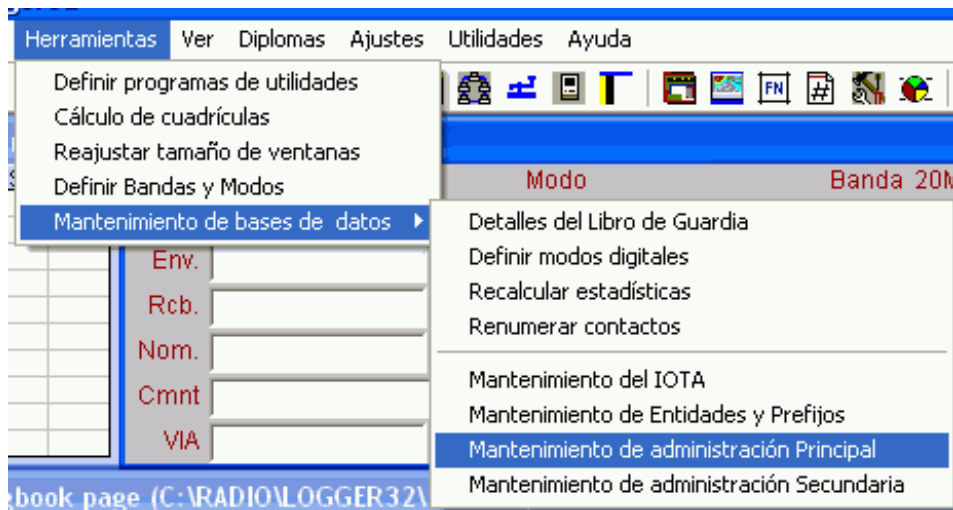 Herramientas Ver Diplomas Ajustes Utilidades Ayuda
Definir programas de utilidades
Cálculo de cuadrículas
Reajustar tamaño de ventanas
Definir Bandas y Modos
Mantenimiento de bases de datos
FN
Modo Banda 20M
Detalles del Libro de Guardia
Definir modos digitales
Recalcular estadísticas
Renumerar contactos
Mantenimiento del IOTA
Mantenimiento de Entidades y Prefijos
Mantenimiento de administración Principal
Mantenimiento de administración Secundaria
Env.
Rcb.
Nom.
Cmnt
VIA
gbook page (C:\RADIO\LOGGER32\